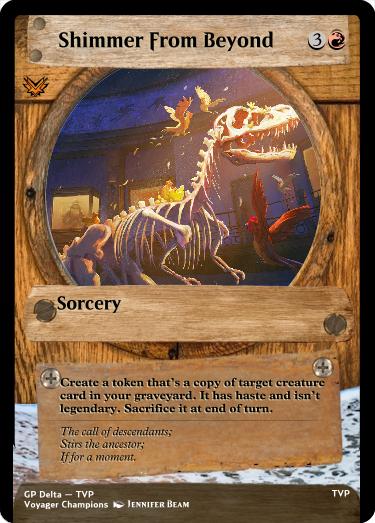 Shimmer From Beyond 3
Sorcery
Create a token that's a copy of target creature
card in your graveyard. It has haste and isn't
legendary. Sacrifice it at end of turn.
The call of descendants;
Stirs the ancestor;
If for a moment.
GP Delta — TVP TVP
Voyager Champions Jennifer Beam